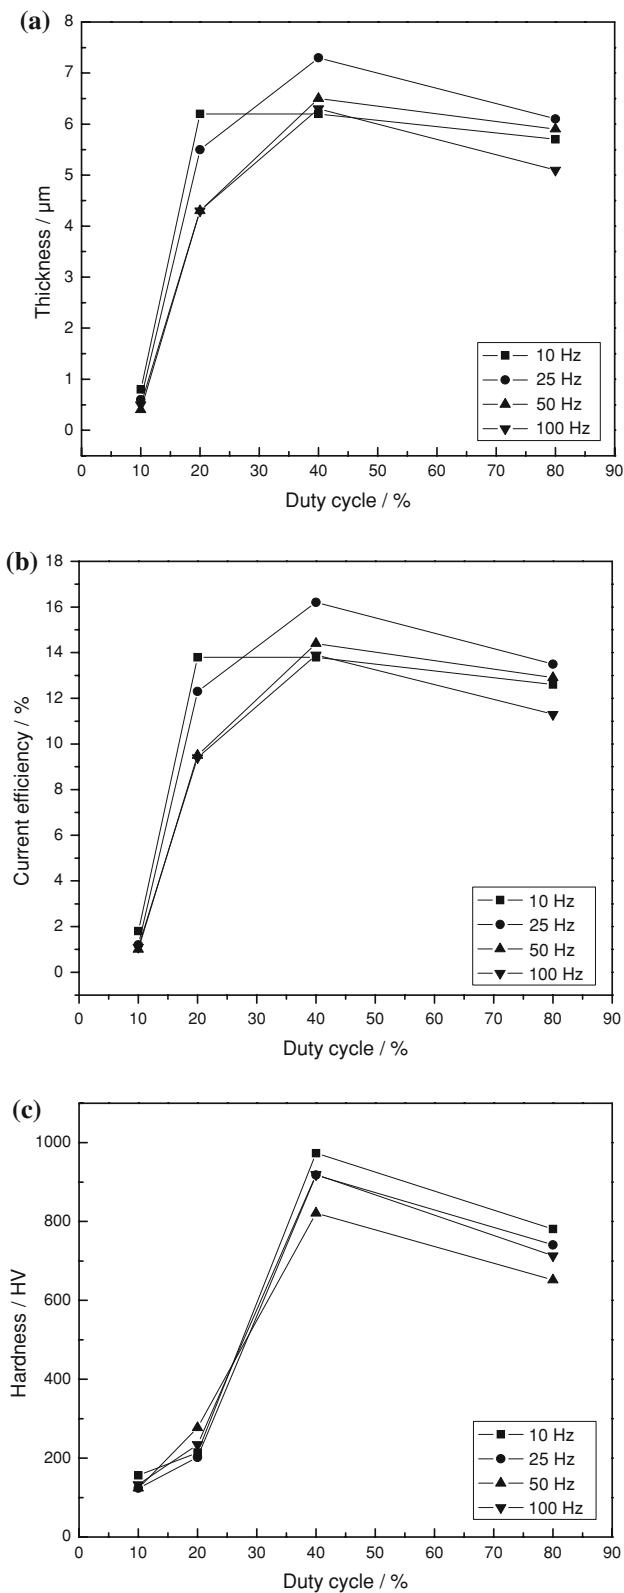 (a)
8
7
6
5
4
3
2
1
0
Thickness / µm
10 Hz
25 Hz
50 Hz
100 Hz
0 10 20 30 40 50 60 70 80 90
Duty cycle / %
(b)
18
16
14
12
10
8
6
4
2
0
Current efficiency / %
10 Hz
25 Hz
50 Hz
100 Hz
0 10 20 30 40 50 60 70 80 90
Duty cycle / %
(c)
1000
800
600
400
200
0
Hardness / HV
10 Hz
25 Hz
50 Hz
100 Hz
0 10 20 30 40 50 60 70 80 90
Duty cycle / %